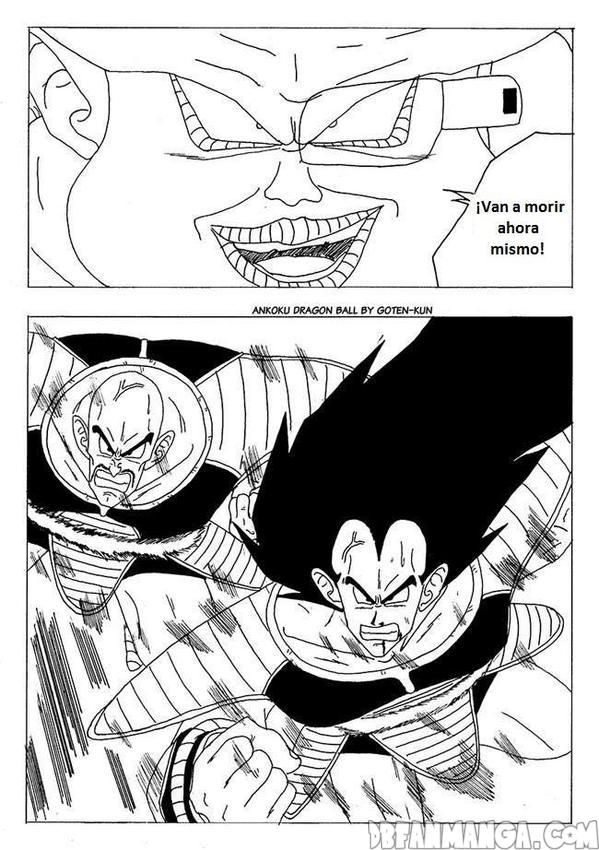 ¡Van a morir
ahora
mismo!
ANKOKU DRAGON BALL BY GOTEN-KUN
DBFANMANGA.COM